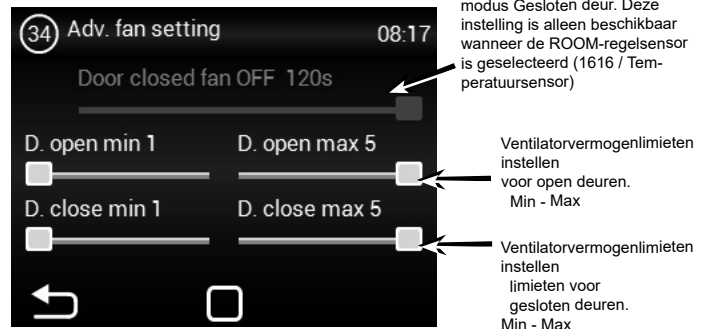 34 Adv. fan setting 08:17
Door closed fan OFF 120s
D. open min 1 D. open max 5
D. close min 1 D. close max 5
modus Gesloten deur. Deze
instelling is alleen beschikbaar
wanneer de ROOM-regelsensor
is geselecteerd (1616 / Tem-
peratuursensor)
Ventilatorvermogenlimieten
instellen
voor open deuren.
Min - Max
Ventilatorvermogenlimieten
instellen
limieten voor
gesloten deuren.
Min - Max